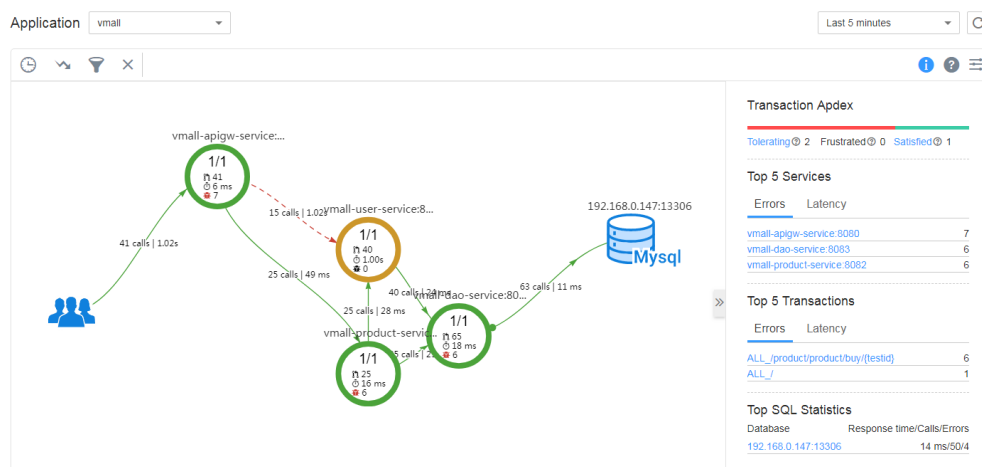 Application vmall Last 5 minutes
vmall-apigw-service:...
1/1
41
6 ms
7
15 calls | 1.02s
vmall-user-service:8...
1/1
40
1.00s
0
192.168.0.147:13306
Mysql
41 calls | 1.02s
25 calls | 49 ms
40 calls
25 calls | 28 ms
vmall-dao-service:80...
1/1
65
18 ms
6
63 calls | 11 ms
vmall-product-servic...
1/1
25
16 ms
6
Transaction Apdex
Tolerating 2 Frustrated 0 Satisfied 1
Top 5 Services
Errors Latency
vmall-apigw-service:8080 7
vmall-dao-service:8083 6
vmall-product-service:8082 6
Top 5 Transactions
Errors Latency
ALL_/product/product/buy/{testid} 6
ALL_/ 1
Top SQL Statistics
Database Response time/Calls/Errors
192.168.0.147:13306 14 ms/50/4